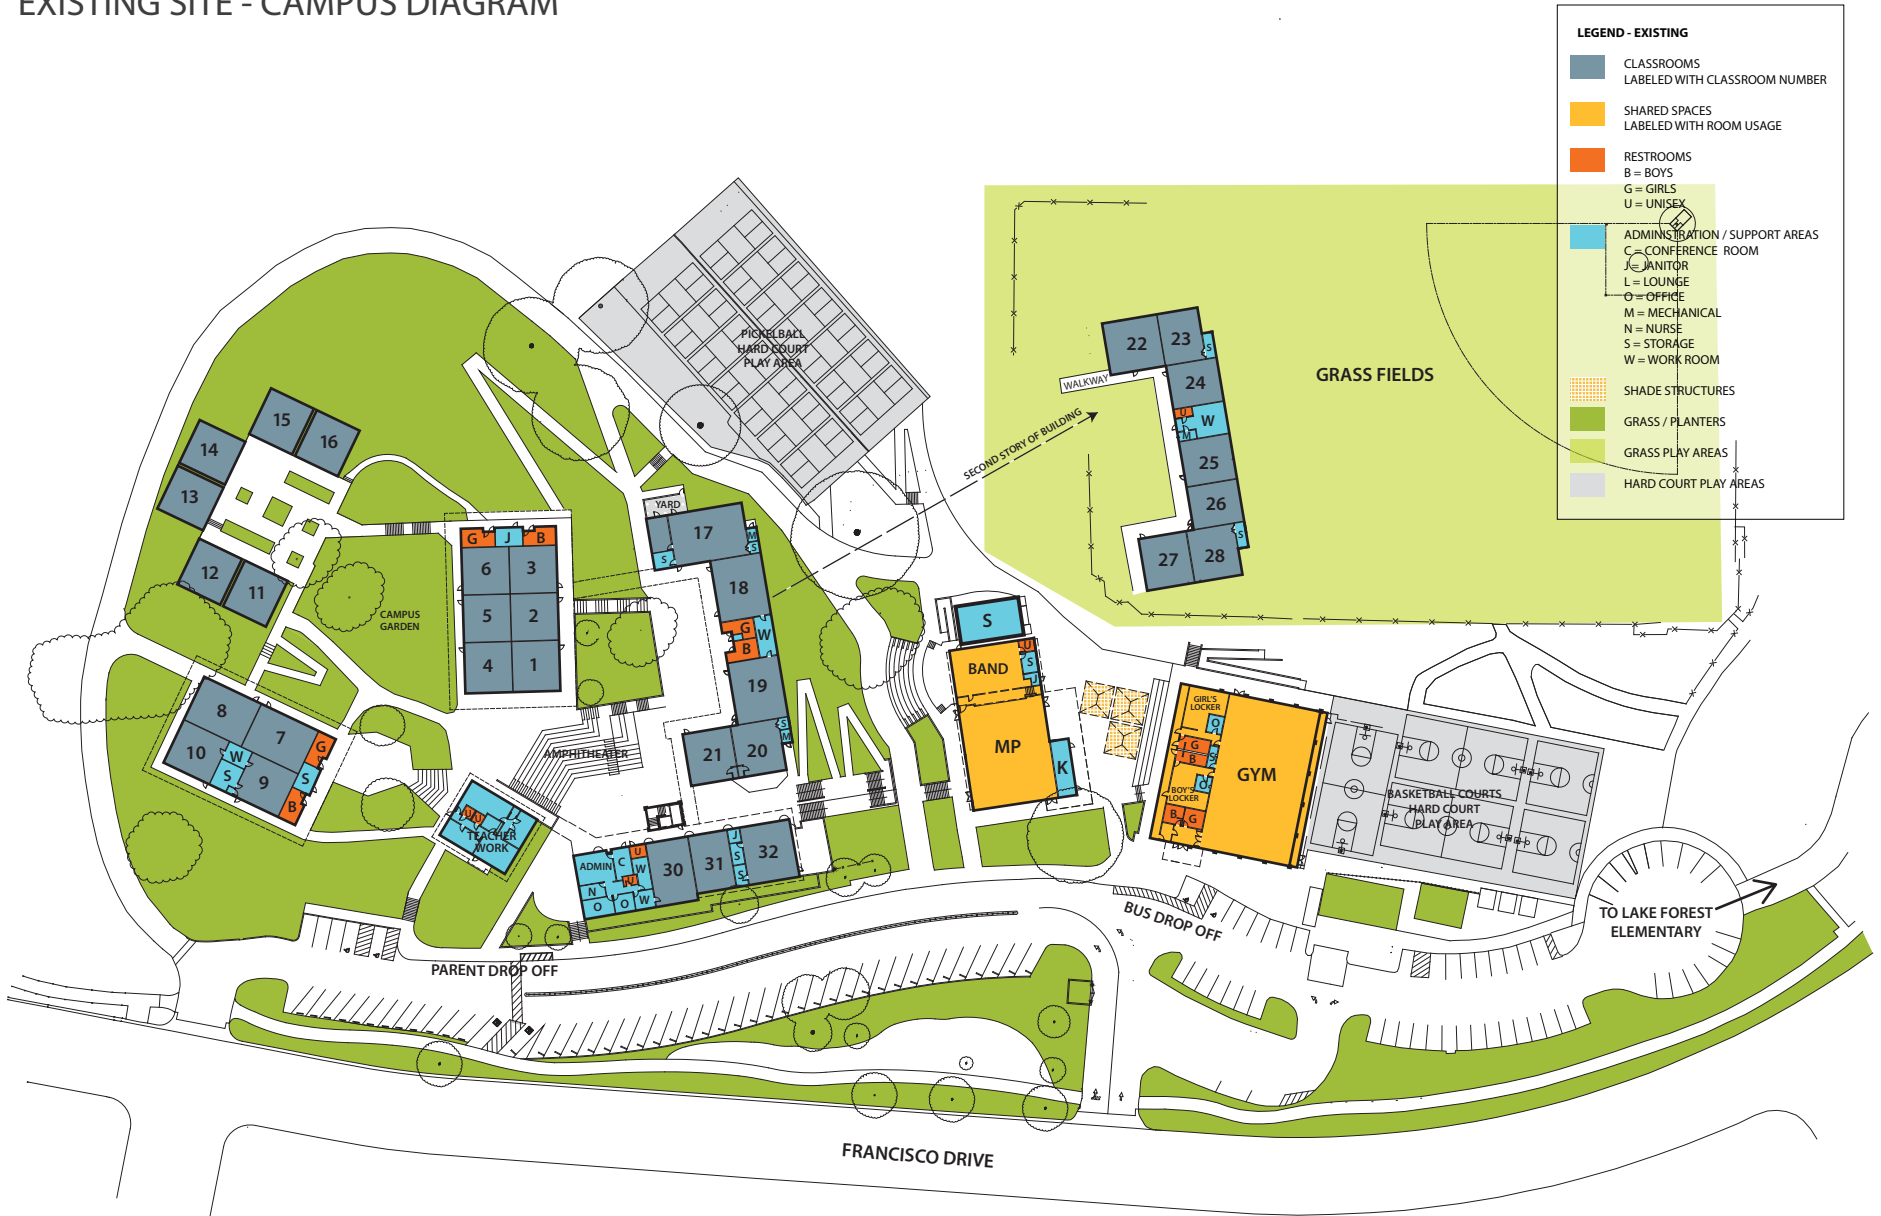 EXISTING SITE - CAMPUS DIAGRAM
LEGEND - EXISTING
CLASSROOMS
LABELED WITH CLASSROOM NUMBER
SHARED SPACES
LABELED WITH ROOM USAGE
RESTROOMS
B = BOYS
G = GIRLS
U = UNISEX
ADMINISTRATION / SUPPORT AREAS
C = CONFERENCE ROOM
J = JANITOR
L = LOUNGE
O = OFFICE
M = MECHANICAL
N = NURSE
S = STORAGE
W = WORK ROOM
SHADE STRUCTURES
GRASS / PLANTERS
GRASS PLAY AREAS
HARD COURT PLAY AREAS
PICKELBALL
HARD COURT
PLAY AREA
GRASS FIELDS
WALKWAY
SECOND STORY OF BUILDING
22
23
S
24
U
W
M
25
26
S
27
28
15
16
14
13
12
11
CAMPUS
GARDEN
G
J
B
6
3
5
2
4
1
YARD
17
M
S
S
18
G
W
B
19
S
M
21
20
8
7
G
10
W
S
9
S
B
AMPHITHEATER
U
U
TEACHER
WORK
ADMIN
C
U
W
N
U
O
O
W
30
31
J
S
S
32
S
BAND
U
S
J
MP
K
GIRL'S
LOCKER
O
G
B
S
O
BOY'S
LOCKER
B
G
GYM
BASKETBALL COURTS
HARD COURT
PLAY AREA
BUS DROP OFF
PARENT DROP OFF
TO LAKE FOREST
ELEMENTARY
FRANCISCO DRIVE